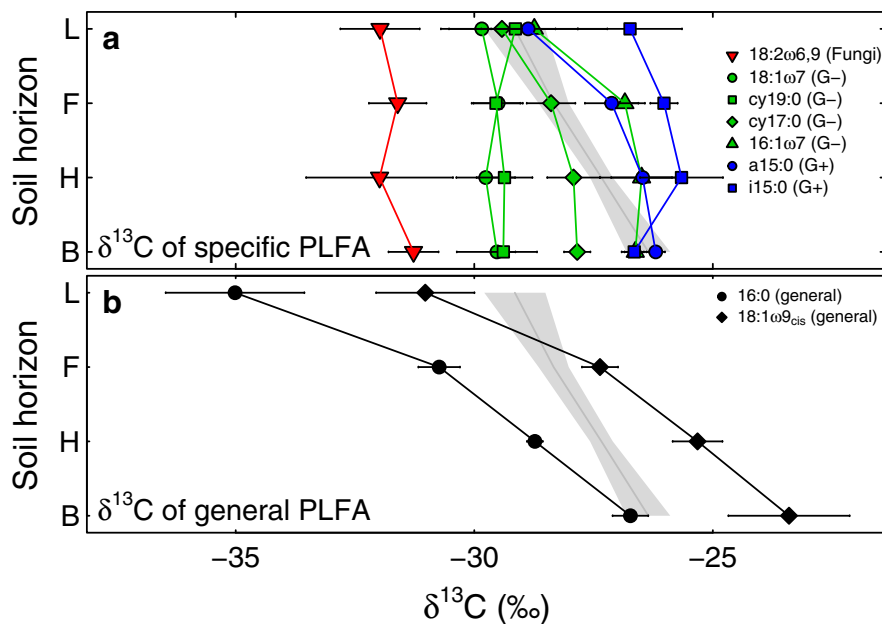 a
L
F
H
B
Soil horizon
18:2ω6,9 (Fungi)
18:1ω7 (G−)
cy19:0 (G−)
cy17:0 (G−)
16:1ω7 (G−)
a15:0 (G+)
i15:0 (G+)
δ¹³C of specific PLFA
b
L
F
H
B
Soil horizon
16:0 (general)
18:1ω9cis (general)
δ¹³C of general PLFA
−35 −30 −25
δ¹³C (‰)